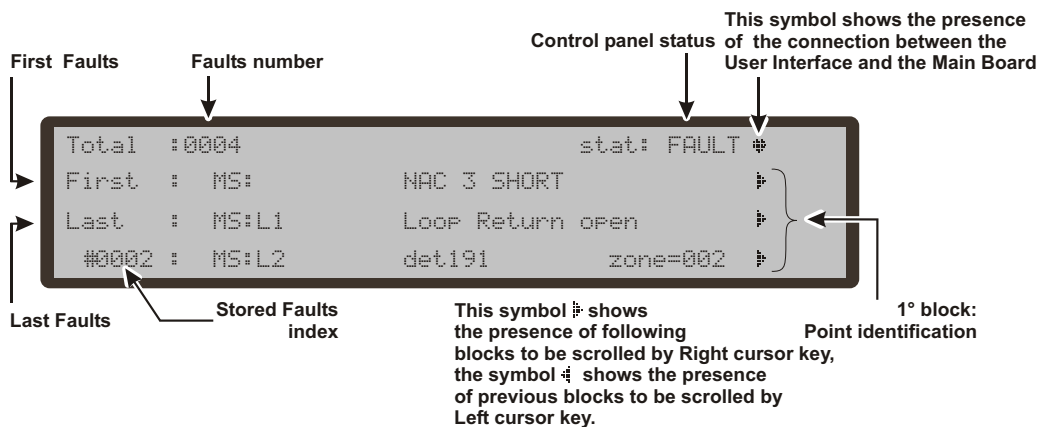 This symbol shows the presence
of the connection between the
User Interface and the Main Board
Control panel status
First Faults
Faults number
Total :0004 stat: FAULT
First : MS: NAC 3 SHORT
Last : MS:L1 Loop Return open
#0002 : MS:L2 det191 zone=002
Last Faults
Stored Faults
index
This symbol shows
the presence of following
blocks to be scrolled by Right cursor key,
the symbol shows the presence
of previous blocks to be scrolled by
Left cursor key.
1° block:
Point identification